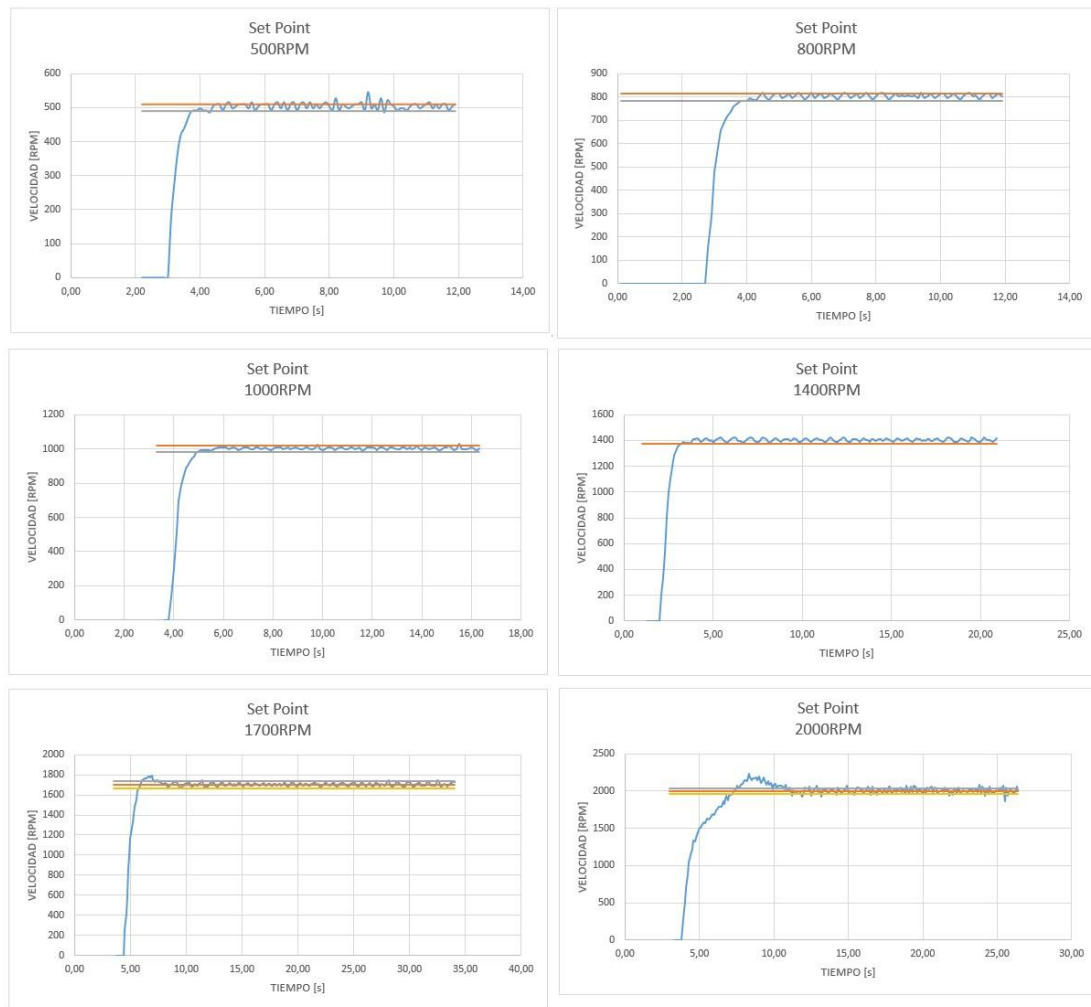 Set Point
500RPM
VELOCIDAD [RPM]
600
500
400
300
200
100
0
0,00 2,00 4,00 6,00 8,00 10,00 12,00 14,00
TIEMPO [s]
Set Point
800RPM
VELOCIDAD [RPM]
900
800
700
600
500
400
300
200
100
0
0,00 2,00 4,00 6,00 8,00 10,00 12,00 14,00
TIEMPO [s]
Set Point
1000RPM
VELOCIDAD [RPM]
1200
1000
800
600
400
200
0
0,00 2,00 4,00 6,00 8,00 10,00 12,00 14,00 16,00 18,00
TIEMPO [s]
Set Point
1400RPM
VELOCIDAD [RPM]
1600
1400
1200
1000
800
600
400
200
0
0,00 5,00 10,00 15,00 20,00 25,00
TIEMPO [s]
Set Point
1700RPM
VELOCIDAD [RPM]
2000
1800
1600
1400
1200
1000
800
600
400
200
0
0,00 5,00 10,00 15,00 20,00 25,00 30,00 35,00 40,00
TIEMPO [s]
Set Point
2000RPM
VELOCIDAD [RPM]
2500
2000
1500
1000
500
0
0,00 5,00 10,00 15,00 20,00 25,00 30,00
TIEMPO [s]